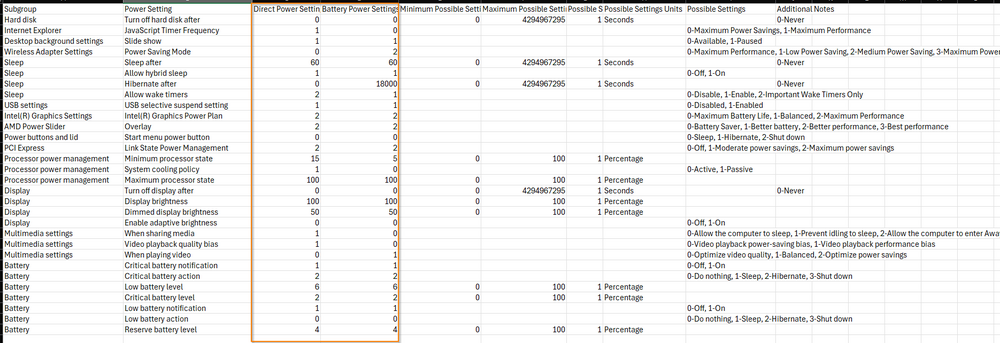 Subgroup Power Setting Direct Power Settin Battery Power Settings Minimum Possible Setti Maximum Possible Setti Possible S Possible Settings Units Possible Settings Additional Notes
Hard disk Turn off hard disk after 0 0 0 4294967295 1 Seconds 0-Never
Internet Explorer JavaScript Timer Frequency 1 0 0-Maximum Power Savings, 1-Maximum Performance
Desktop background settings Slide show 1 1 0-Available, 1-Paused
Wireless Adapter Settings Power Saving Mode 0 2 0-Maximum Performance, 1-Low Power Saving, 2-Medium Power Saving, 3-Maximum Power
Sleep Sleep after 60 60 0 4294967295 1 Seconds 0-Never
Sleep Allow hybrid sleep 1 1 0-Off, 1-On
Sleep Hibernate after 0 18000 0 4294967295 1 Seconds 0-Never
Sleep Allow wake timers 2 1 0-Disable, 1-Enable, 2-Important Wake Timers Only
USB settings USB selective suspend setting 1 1 0-Disabled, 1-Enabled
Intel(R) Graphics Settings Intel(R) Graphics Power Plan 2 2 0-Maximum Battery Life, 1-Balanced, 2-Maximum Performance
AMD Power Slider Overlay 2 2 0-Battery Saver, 1-Better battery, 2-Better performance, 3-Best performance
Power buttons and lid Start menu power button 0 0 0-Sleep, 1-Hibernate, 2-Shut down
PCI Express Link State Power Management 2 2 0-Off, 1-Moderate power savings, 2-Maximum power savings
Processor power management Minimum processor state 15 5 0 100 1 Percentage
Processor power management System cooling policy 1 0 0-Active, 1-Passive
Processor power management Maximum processor state 100 100 0 100 1 Percentage
Display Turn off display after 0 0 0 4294967295 1 Seconds 0-Never
Display Display brightness 100 100 0 100 1 Percentage
Display Dimmed display brightness 50 50 0 100 1 Percentage
Display Enable adaptive brightness 0 0 0-Off, 1-On
Multimedia settings When sharing media 1 0 0-Allow the computer to sleep, 1-Prevent idling to sleep, 2-Allow the computer to enter Awa
Multimedia settings Video playback quality bias 1 0 0-Video playback power-saving bias, 1-Video playback performance bias
Multimedia settings When playing video 0 1 0-Optimize video quality, 1-Balanced, 2-Optimize power savings
Battery Critical battery notification 1 1 0-Off, 1-On
Battery Critical battery action 2 2 0-Do nothing, 1-Sleep, 2-Hibernate, 3-Shut down
Battery Low battery level 6 6 0 100 1 Percentage
Battery Critical battery level 2 2 0 100 1 Percentage
Battery Low battery notification 1 1 0-Off, 1-On
Battery Low battery action 0 0 0-Do nothing, 1-Sleep, 2-Hibernate, 3-Shut down
Battery Reserve battery level 4 4 0 100 1 Percentage